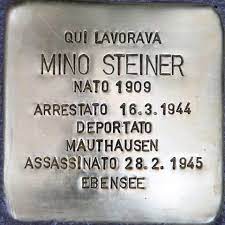 QUI LAVORAVA
MINO STEINER
NATO 1909
ARRESTATO 16.3.1944
DEPORTATO
MAUTHAUSEN
ASSASSINATO 28.2.1945
EBENSEE